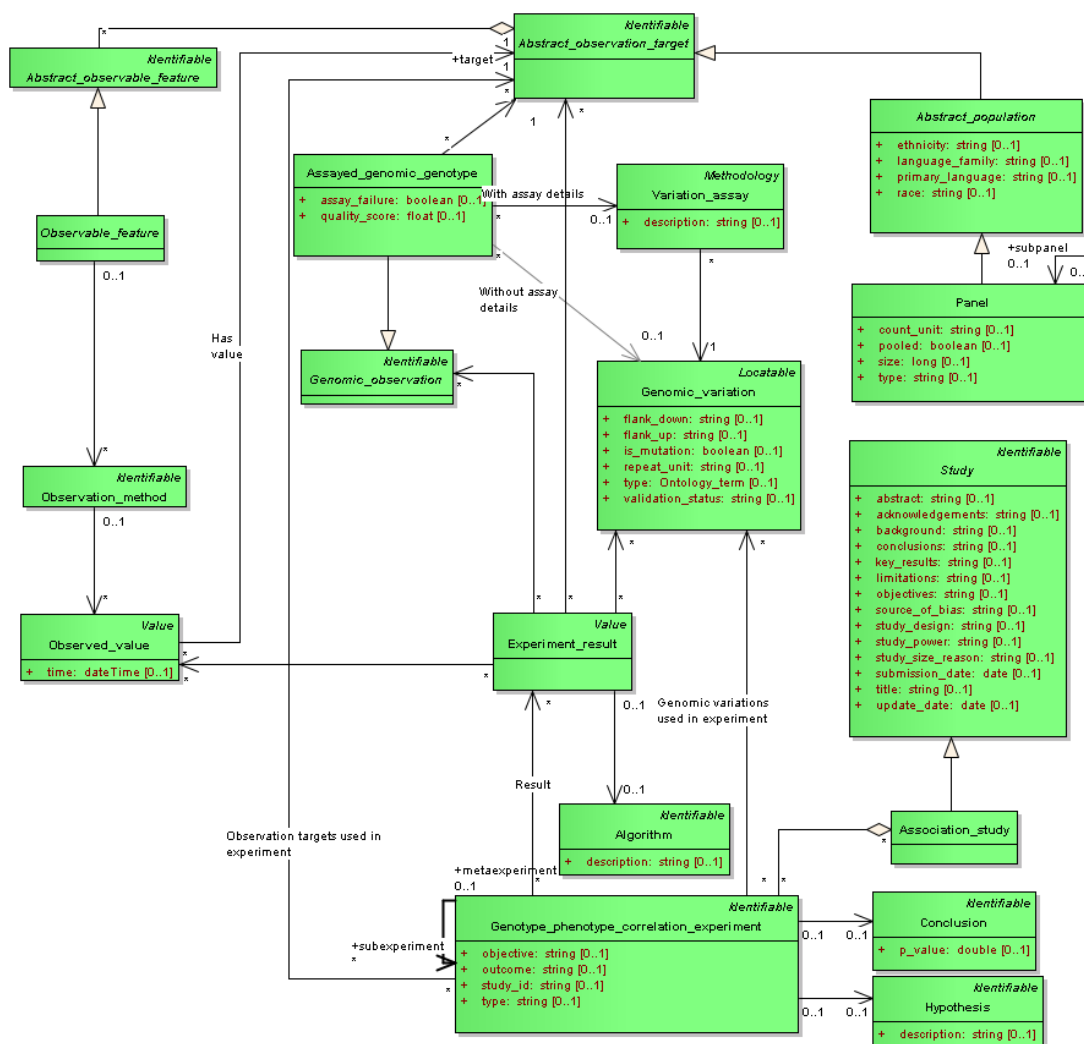 Identifiable
Abstract_observable_feature
*
1
Identifiable
Abstract_observation_target
+target
1
*
1
*
*
Abstract_population
+ ethnicity: string [0..1]
+ language_family: string [0..1]
+ primary_language: string [0..1]
+ race: string [0..1]
Assayed_genomic_genotype
+ assay_failure: boolean [0..1]
+ quality_score: float [0..1]
With assay details
*
0..1
Methodology
Variation_assay
+ description: string [0..1]
Observable_feature
0..1
*
*
+subpanel
0..1
0..
Without assay
details
0..1
1
Panel
+ count_unit: string [0..1]
+ pooled: boolean [0..1]
+ size: long [0..1]
+ type: string [0..1]
Has
value
Identifiable
Genomic_observation
*
Locatable
Genomic_variation
+ flank_down: string [0..1]
+ flank_up: string [0..1]
+ is_mutation: boolean [0..1]
+ repeat_unit: string [0..1]
+ type: Ontology_term [0..1]
+ validation_status: string [0..1]
*
Identifiable
Observation_method
0..1
Identifiable
Study
+ abstract: string [0..1]
+ acknowledgements: string [0..1]
+ background: string [0..1]
+ conclusions: string [0..1]
+ key_results: string [0..1]
+ limitations: string [0..1]
+ objectives: string [0..1]
+ source_of_bias: string [0..1]
+ study_design: string [0..1]
+ study_power: string [0..1]
+ study_size_reason: string [0..1]
+ submission_date: date [0..1]
+ title: string [0..1]
+ update_date: date [0..1]
*
*
*
*
*
*
Value
Observed_value
+ time: dateTime [0..1]
*
*
Value
Experiment_result
*
*
0..1
Genomic variations
used in experiment
Result
0..1
Identifiable
Algorithm
+ description: string [0..1]
Association_study
*
Observation targets used in
experiment
+metaexperiment
0..1
*
*
*
+subexperiment
*
*
Identifiable
Genotype_phenotype_correlation_experiment
+ objective: string [0..1]
+ outcome: string [0..1]
+ study_id: string [0..1]
+ type: string [0..1]
0..1
0..1
Identifiable
Conclusion
+ p_value: double [0..1]
0..1
0..1
Identifiable
Hypothesis
+ description: string [0..1]